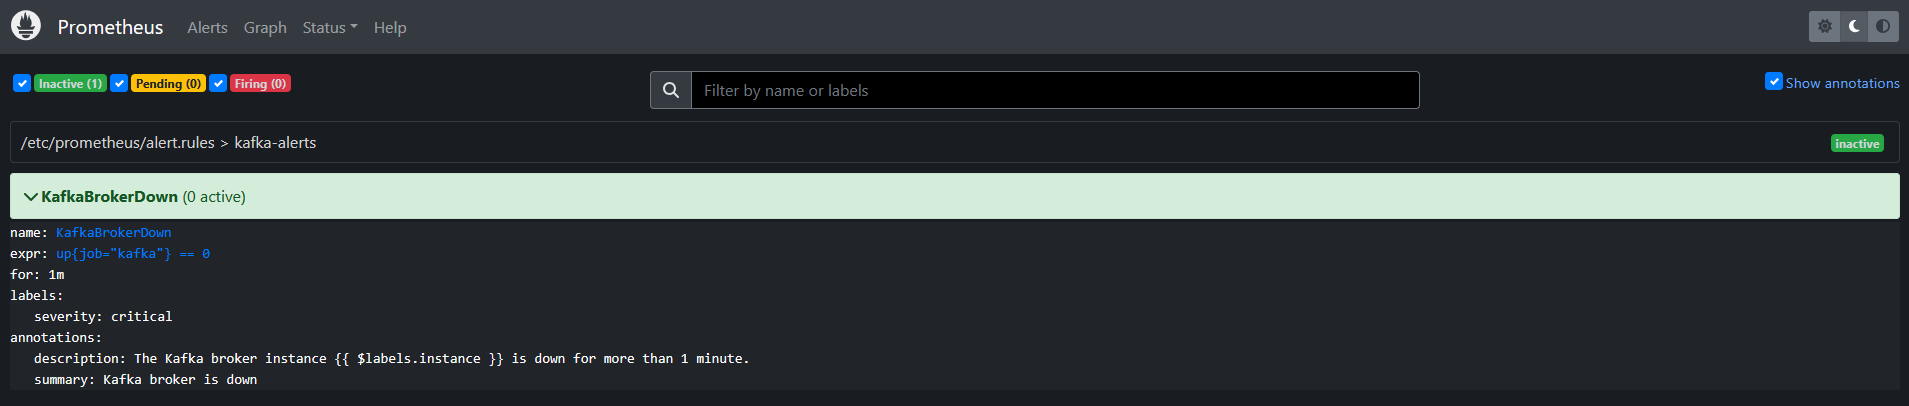 Prometheus Alerts Graph Status Help
Inactive (1) Pending (0) Firing (0) Filter by name or labels Show annotations
/etc/prometheus/alert.rules > kafka-alerts inactive
KafkaBrokerDown (0 active)
name: KafkaBrokerDown
expr: up{job="kafka"} == 0
for: 1m
labels:
severity: critical
annotations:
description: The Kafka broker instance {{ $labels.instance }} is down for more than 1 minute.
summary: Kafka broker is down